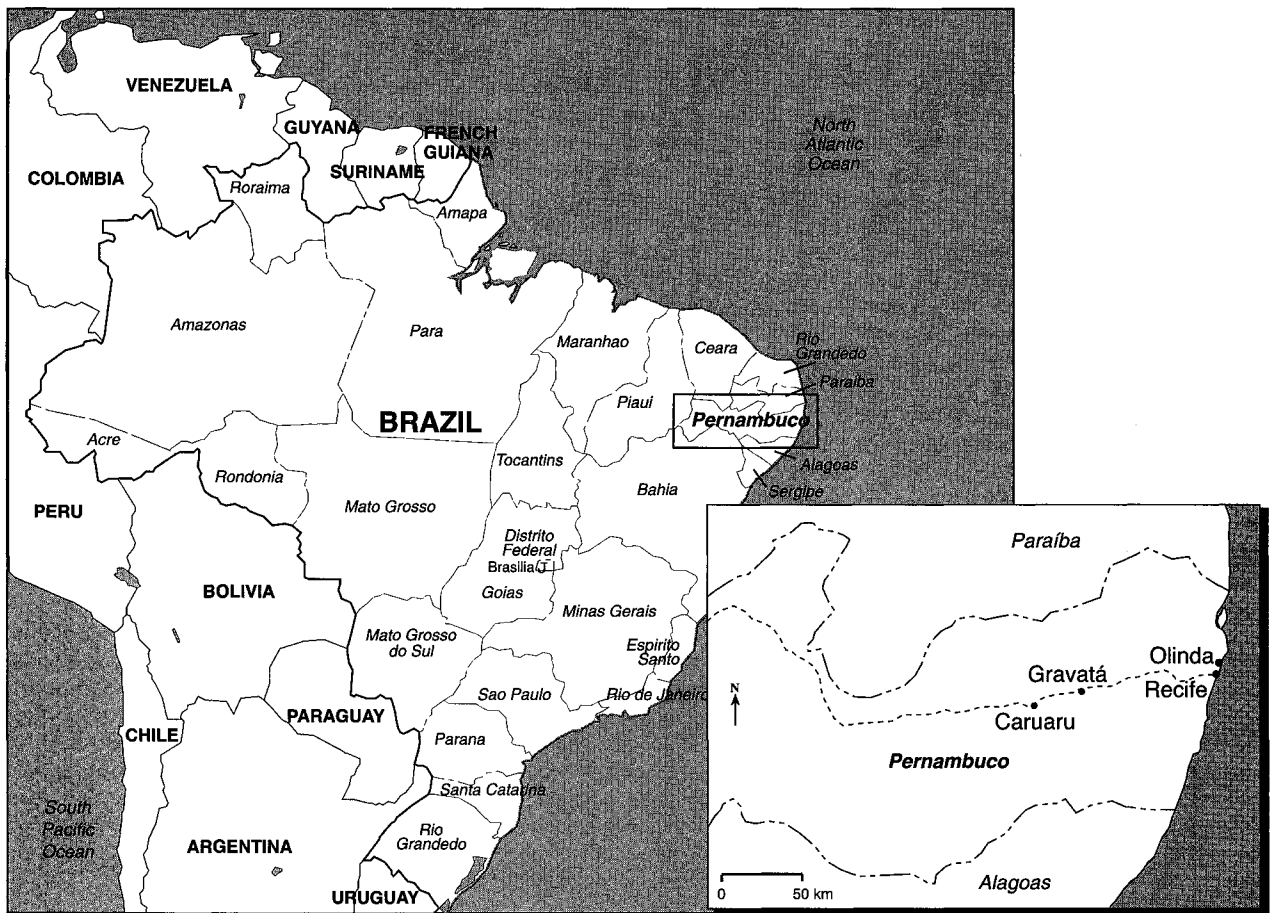 VENEZUELA
GUYANA
FRENCH
GUIANA
SURINAME
COLOMBIA
Roraima
Amapa
North
Atlantic
Ocean
Amazonas
Para
Maranhao
Ceara
Rio
Grandedo
Paraíba
Piaui
Pernambuco
BRAZIL
Acre
Rondonia
Tocantins
Alagoas
Sergipe
Bahia
Mato Grosso
PERU
Distrito
Federal
Brasilia
Goias
BOLIVIA
Minas Gerais
Mato Grosso
do Sul
Espirito
Santo
Sao Paulo
Rio de Janeiro
PARAGUAY
CHILE
Parana
Santa Catarina
South
Pacific
Ocean
ARGENTINA
Rio
Grandedo
URUGUAY
Paraíba
Olinda
Gravatá
Recife
N
Caruaru
Pernambuco
0 50 km
Alagoas